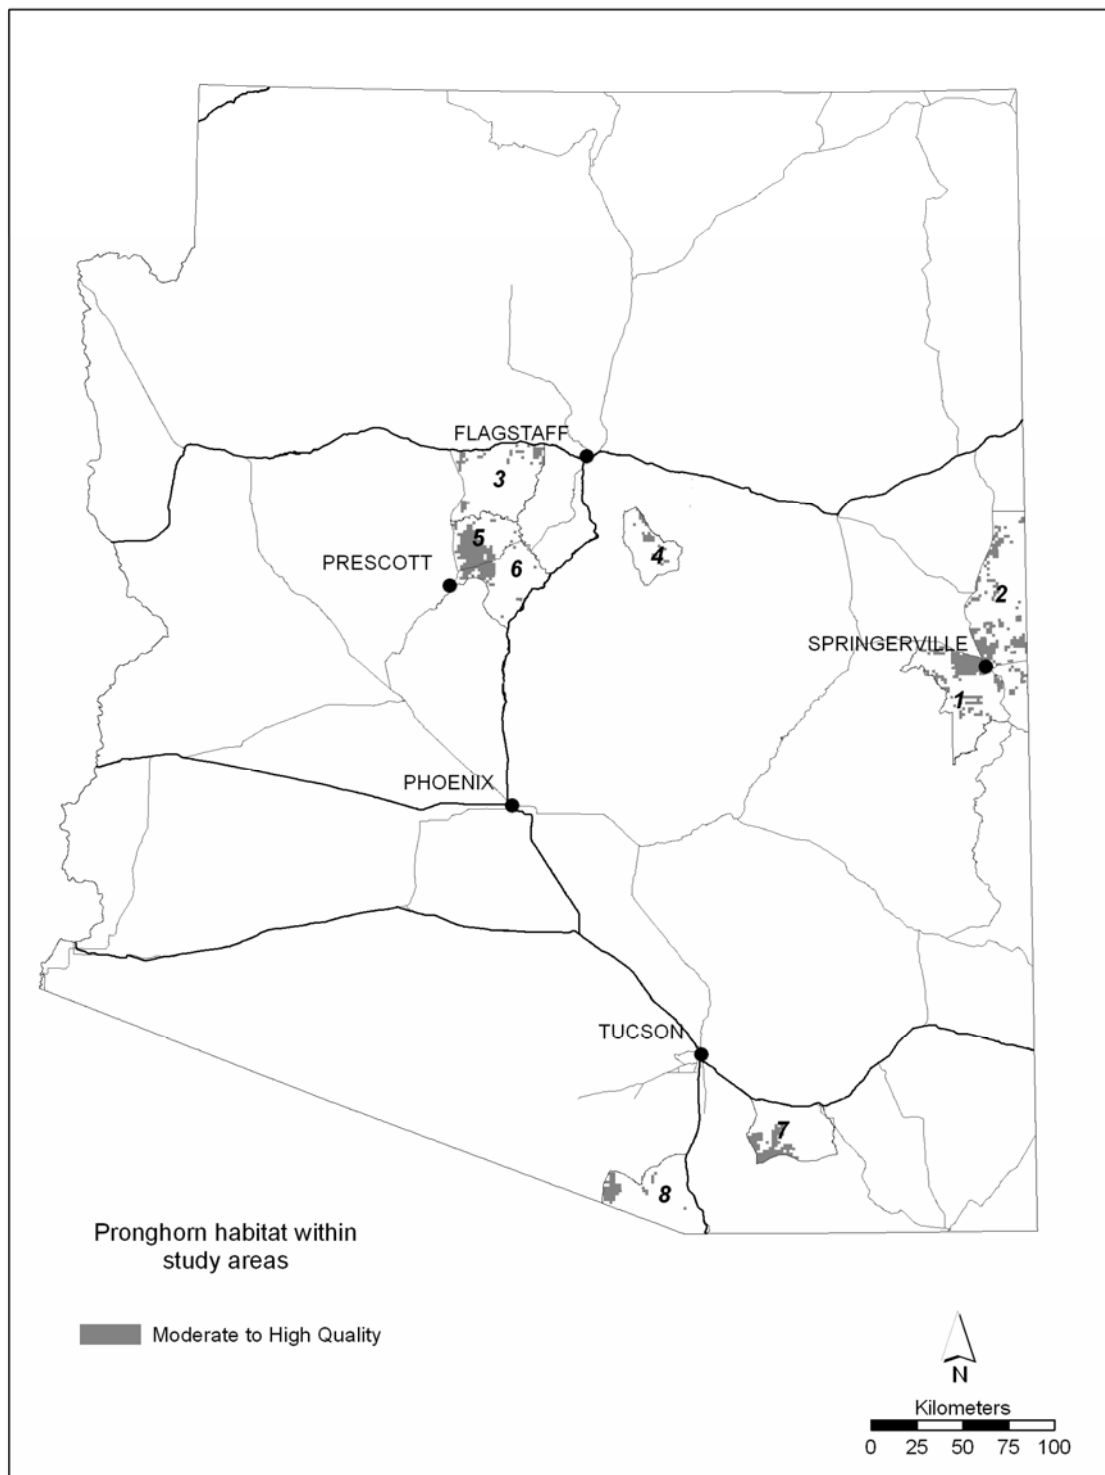 FLAGSTAFF
3
5
PRESCOTT
6
4
2
SPRINGERVILLE
1
PHOENIX
TUCSON
7
8
Pronghorn habitat within
study areas
Moderate to High Quality
N
Kilometers
0 25 50 75 100